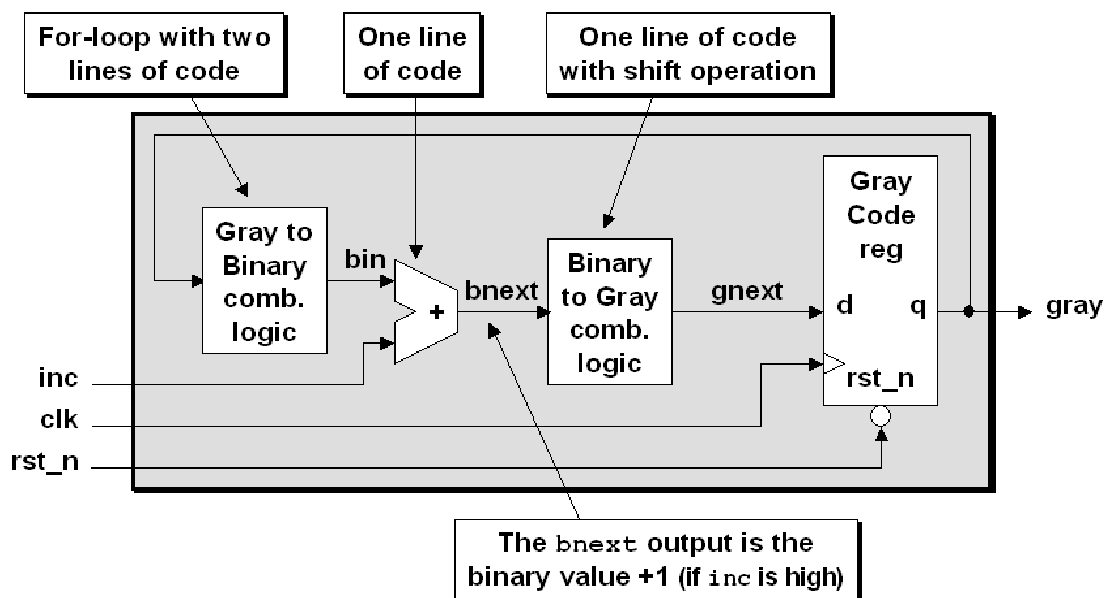 For-loop with two
lines of code
One line
of code
One line of code
with shift operation
Gray to
Binary
comb.
logic
bin
+
bnext
Binary
to Gray
comb.
logic
gnext
Gray
Code
reg
d
q
rst_n
gray
inc
clk
rst_n
The bnext output is the
binary value +1 (if inc is high)